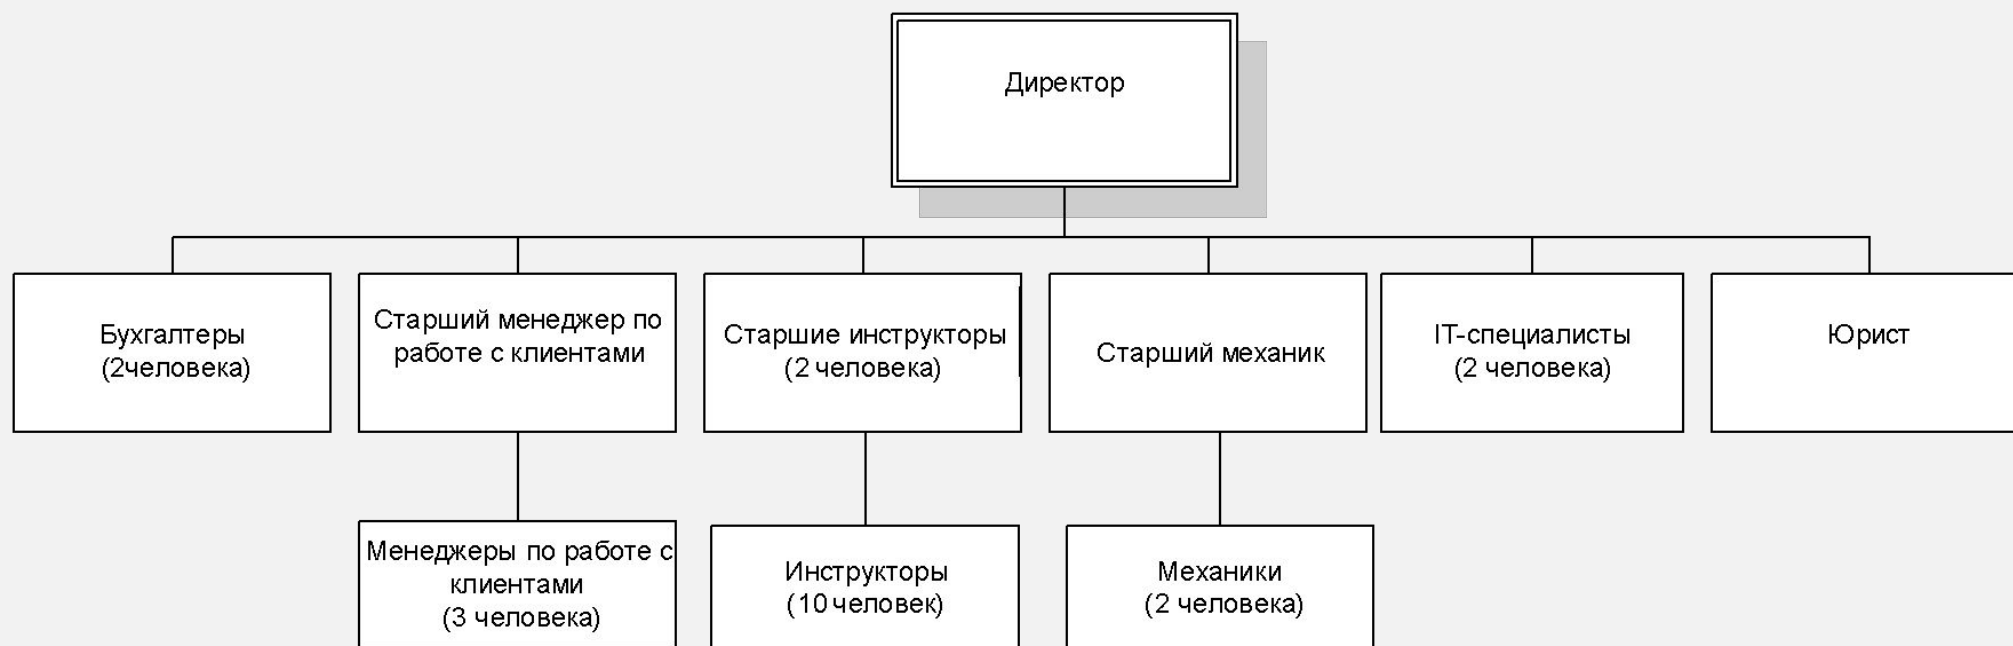 Директор
Бухгалтеры
(2человека)
Старший менеджер по
работе с клиентами
Старшие инструкторы
(2 человека)
Старший механик
IT-специалисты
(2 человека)
Юрист
Менеджеры по работе с
клиентами
(3 человека)
Инструкторы
(10 человек)
Механики
(2 человека)